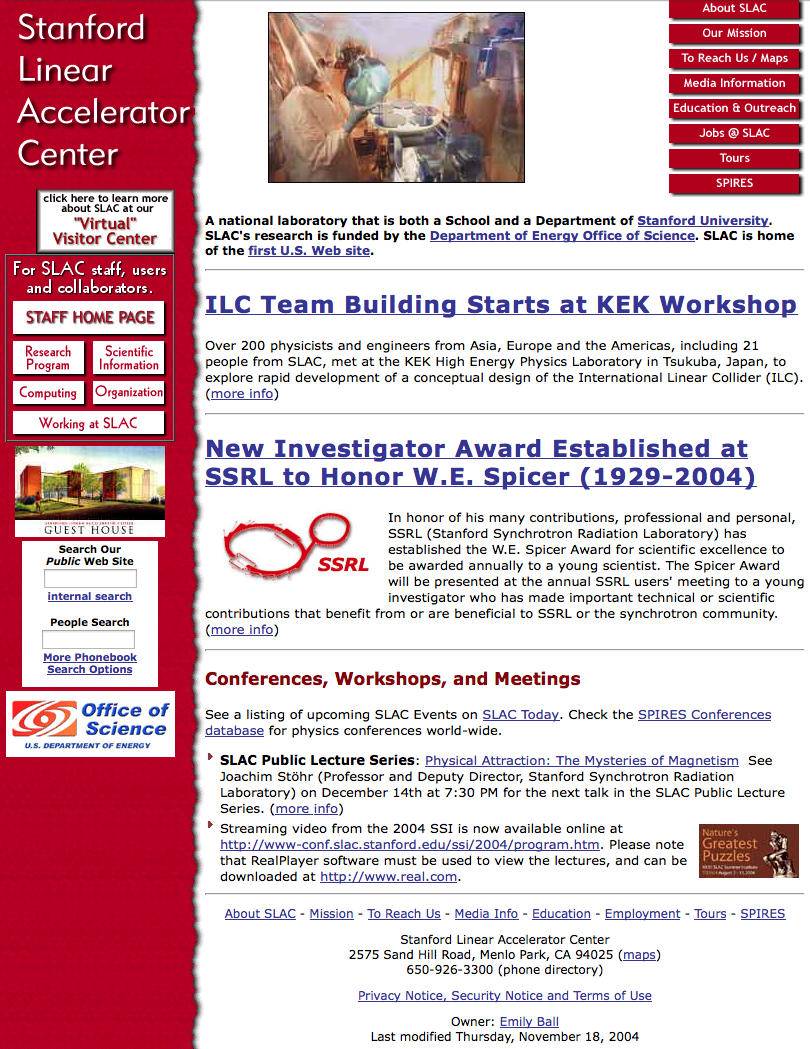 Stanford
Linear
Accelerator
Center
About SLAC
Our Mission
To Reach Us / Maps
Media Information
Education & Outreach
Jobs @ SLAC
Tours
SPIRES
click here to learn more
about SLAC at our
"Virtual"
Visitor Center
For SLAC staff, users
and collaborators.
STAFF HOME PAGE
Research
Program
Scientific
Information
Computing
Organization
Working at SLAC
STANFORD LINEAR ACCELERATOR CENTER
GUEST HOUSE
Search Our
Public Web Site
internal search
People Search
More Phonebook
Search Options
Office of
Science
U.S. DEPARTMENT OF ENERGY
A national laboratory that is both a School and a Department of Stanford University.
SLAC's research is funded by the Department of Energy Office of Science. SLAC is home
of the first U.S. Web site.
ILC Team Building Starts at KEK Workshop
Over 200 physicists and engineers from Asia, Europe and the Americas, including 21
people from SLAC, met at the KEK High Energy Physics Laboratory in Tsukuba, Japan, to
explore rapid development of a conceptual design of the International Linear Collider (ILC).
(more info)
New Investigator Award Established at
SSRL to Honor W.E. Spicer (1929-2004)
SSRL
In honor of his many contributions, professional and personal,
SSRL (Stanford Synchrotron Radiation Laboratory) has
established the W.E. Spicer Award for scientific excellence to
be awarded annually to a young scientist. The Spicer Award
will be presented at the annual SSRL users' meeting to a young
investigator who has made important technical or scientific
contributions that benefit from or are beneficial to SSRL or the synchrotron community.
(more info)
Conferences, Workshops, and Meetings
See a listing of upcoming SLAC Events on SLAC Today. Check the SPIRES Conferences
database for physics conferences world-wide.
SLAC Public Lecture Series: Physical Attraction: The Mysteries of Magnetism See
Joachim Stöhr (Professor and Deputy Director, Stanford Synchrotron Radiation
Laboratory) on December 14th at 7:30 PM for the next talk in the SLAC Public Lecture
Series. (more info)
Streaming video from the 2004 SSI is now available online at
http://www-conf.slac.stanford.edu/ssi/2004/program.htm. Please note
that RealPlayer software must be used to view the lectures, and can be
downloaded at http://www.real.com.
Nature's
Greatest
Puzzles
About SLAC - Mission - To Reach Us - Media Info - Education - Employment - Tours - SPIRES
Stanford Linear Accelerator Center
2575 Sand Hill Road, Menlo Park, CA 94025 (maps)
650-926-3300 (phone directory)
Privacy Notice, Security Notice and Terms of Use
Owner: Emily Ball
Last modified Thursday, November 18, 2004